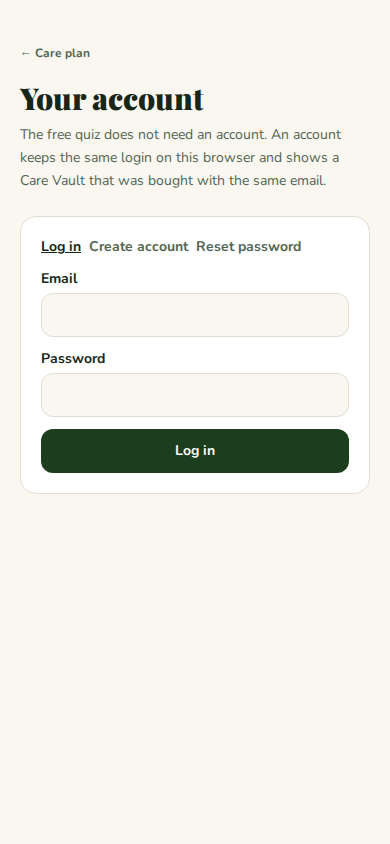 ← Care plan
Your account
The free quiz does not need an account. An account
keeps the same login on this browser and shows a
Care Vault that was bought with the same email.
Log in Create account Reset password
Email
Password
Log in